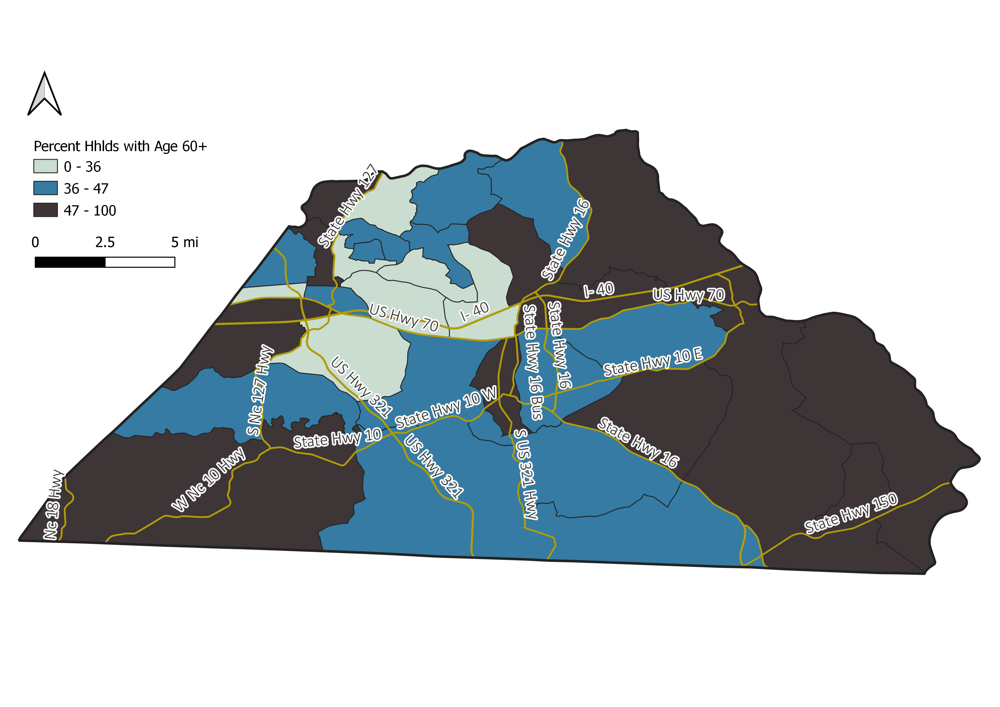 Percent Hhlds with Age 60+
0 - 36
36 - 47
47 - 100
0 2.5 5 mi
State Hwy 127
State Hwy 16
I- 40
US Hwy 70
US Hwy 70
I- 40
State Hwy 16 Bus
State Hwy 16
State Hwy 10 E
S Nc 127 Hwy
US Hwy 321
State Hwy 10 W
State Hwy 10
State Hwy 16
US Hwy 321
S US 321 Hwy
W Nc 10 Hwy
Nc 18 Hwy
State Hwy 150